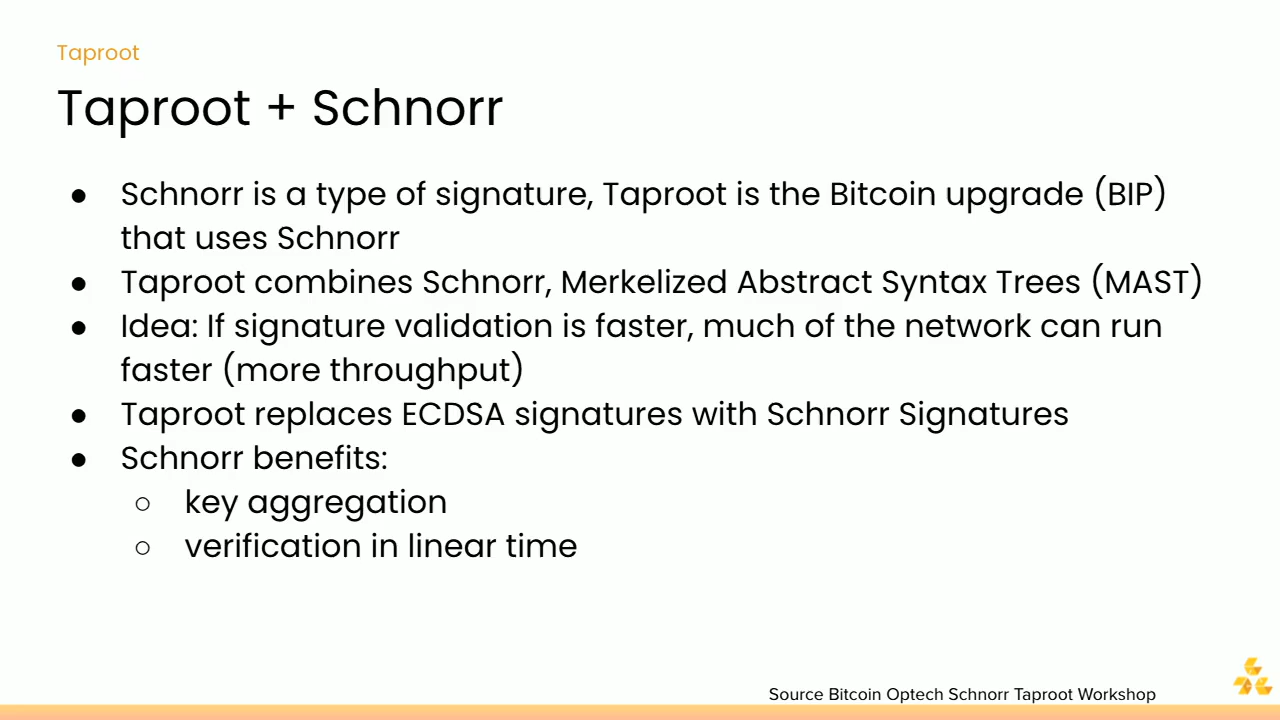 Taproot
Taproot + Schnorr
● Schnorr is a type of signature, Taproot is the Bitcoin upgrade (BIP)
that uses Schnorr
● Taproot combines Schnorr, Merkelized Abstract Syntax Trees (MAST)
● Idea: If signature validation is faster, much of the network can run
faster (more throughput)
● Taproot replaces ECDSA signatures with Schnorr Signatures
● Schnorr benefits:
○ key aggregation
○ verification in linear time
Source Bitcoin Optech Schnorr Taproot Workshop